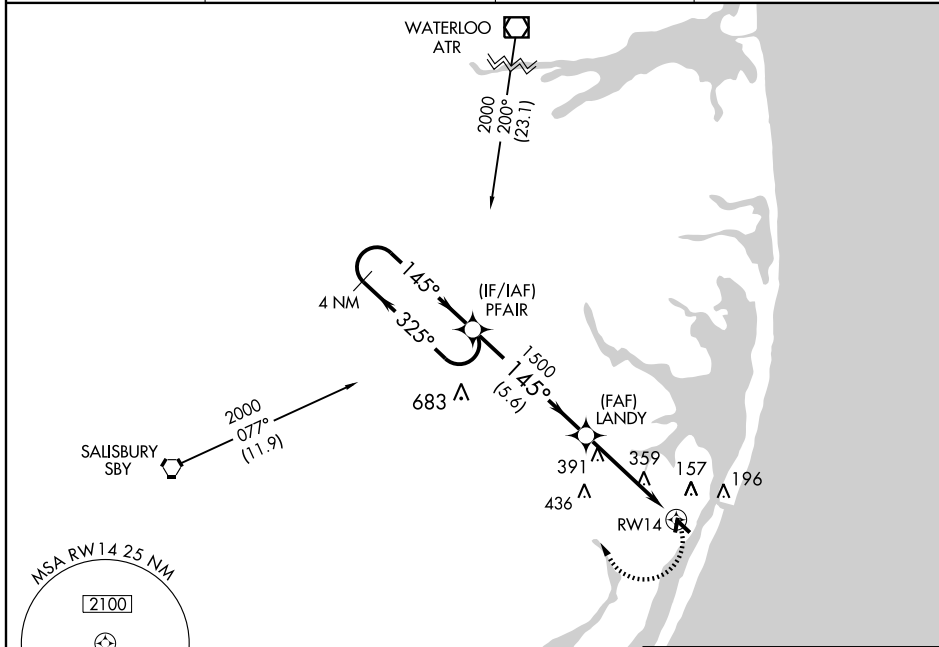 WATERLOO
ATR
2000
200°
(23.1)
145°
4 NM
325°
(IF/IAF)
PFAIR
683
1500
145°
(5.6)
(FAF)
LANDY
2000
077°
(11.9)
SALISBURY
SBY
391
359
157
196
436
RW14
MSA RW14 25 NM
2100